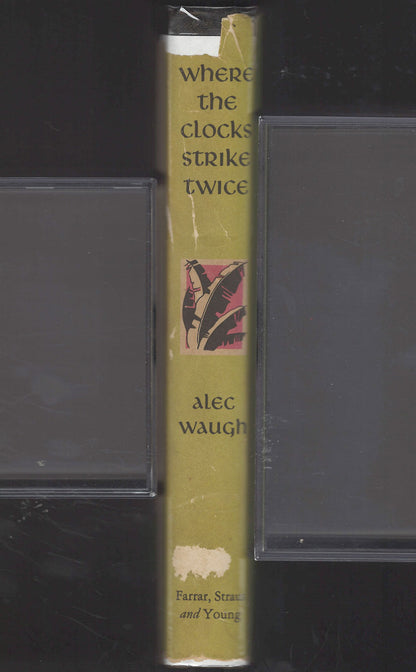 where
the
clocks
strike
twice
alec
waugh
Farrar, Straus
and Young